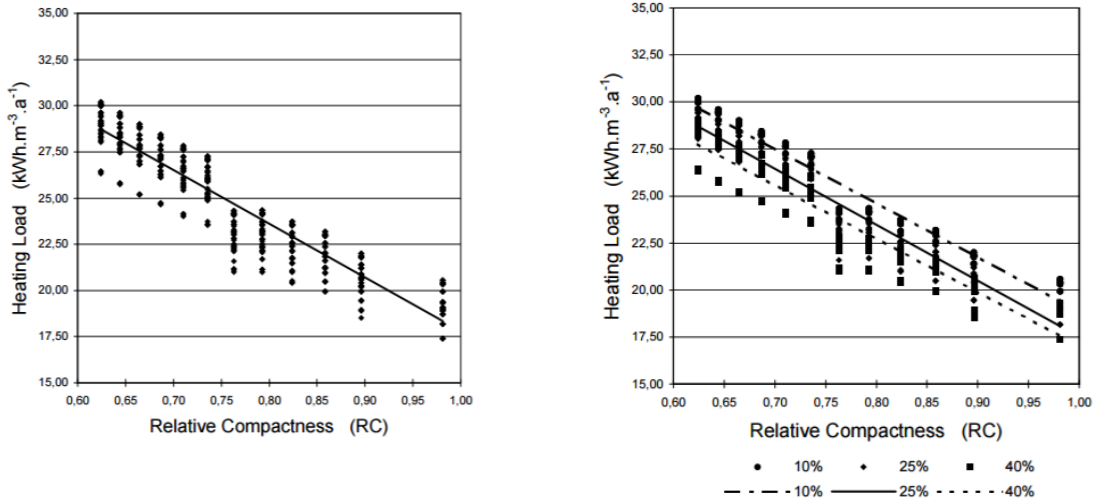 35,00
32,50
30,00
27,50
25,00
22,50
20,00
17,50
15,00
Heating Load (kWh.m⁻³.a⁻¹)
0,60 0,65 0,70 0,75 0,80 0,85 0,90 0,95 1,00
Relative Compactness (RC)
35,00
32,50
30,00
27,50
25,00
22,50
20,00
17,50
15,00
Heating Load (kWh.m⁻³.a⁻¹)
0,60 0,65 0,70 0,75 0,80 0,85 0,90 0,95 1,00
Relative Compactness (RC)
10% 25% 40%
10% 25% 40%